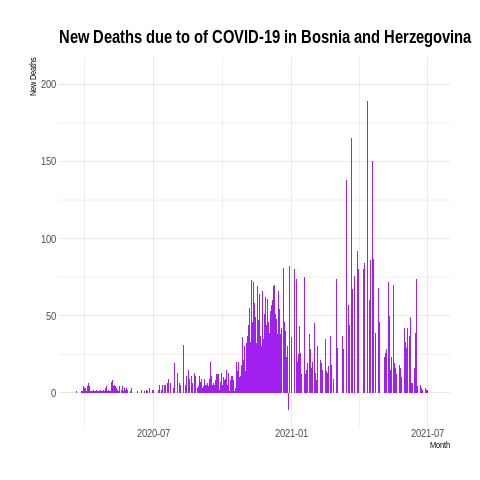 New Deaths due to of COVID-19 in Bosnia and Herzegovina
New Deaths
200
150
100
50
0
2020-07
2021-01
2021-07
Month